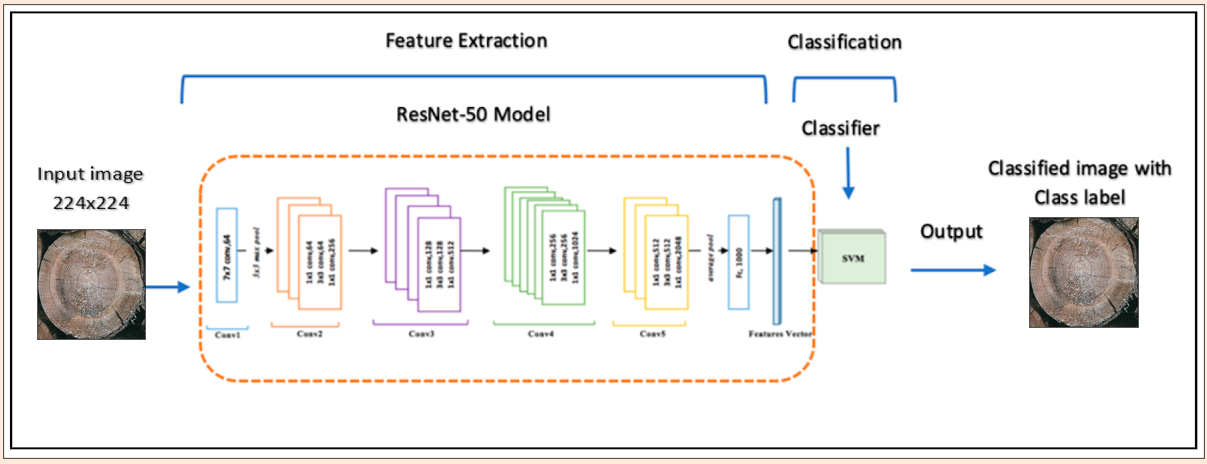 Feature Extraction
Classification
ResNet-50 Model
Classifier
Input image
224x224
Classified image with
Class label
Output
7x7 conv,64
3x3 max pool
1x1 conv,64
3x3 conv,64
1x1 conv,256
1x1 conv,128
3x3 conv,128
1x1 conv,512
1x1 conv,256
3x3 conv,256
1x1 conv,1024
1x1 conv,512
3x3 conv,512
1x1 conv,2048
average pool
fc, 1000
SVM
Conv1
Conv2
Conv3
Conv4
Conv5
Features Vector